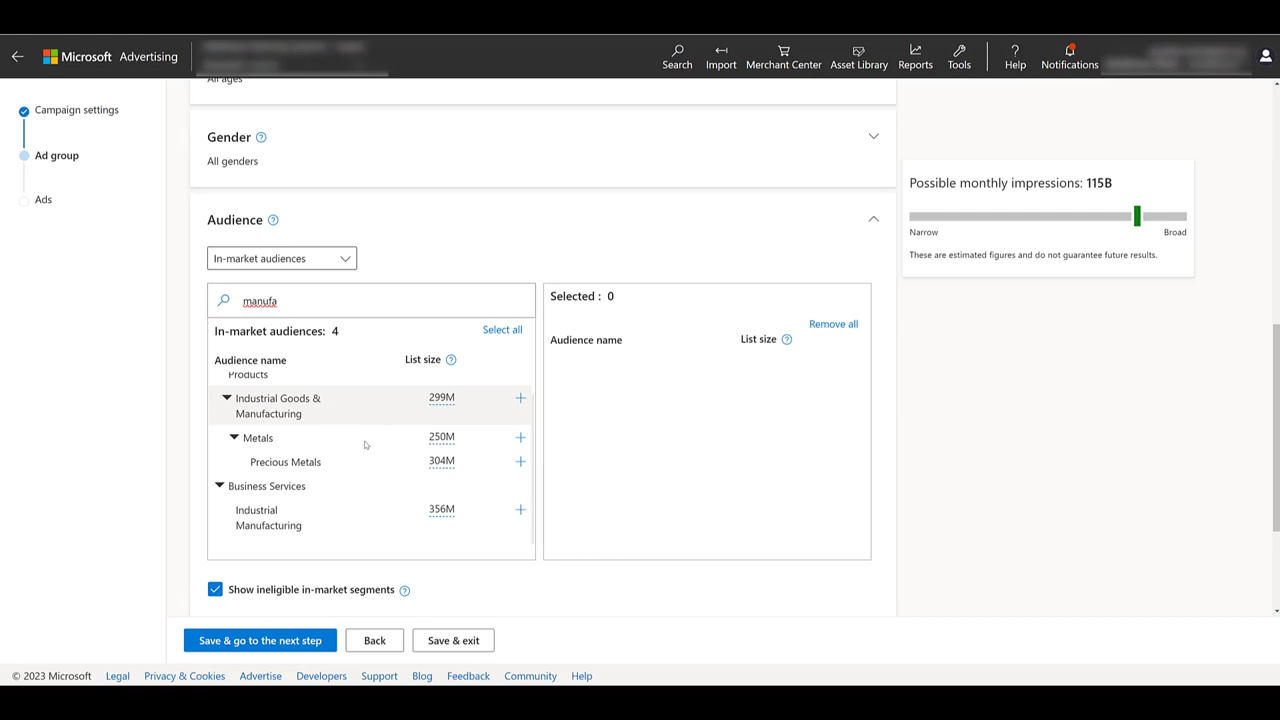 Microsoft Advertising
Search
Import
Merchant Center
Asset Library
Reports
Tools
Help
Notifications
Campaign settings
Ad group
Ads
All ages
Gender
All genders
Audience
In-market audiences
manufa
In-market audiences: 4
Select all
Audience name
List size
Products
Industrial Goods &
Manufacturing
299M
Metals
250M
Precious Metals
304M
Business Services
Industrial
Manufacturing
356M
Selected : 0
Remove all
Audience name
List size
Show ineligible in-market segments
Possible monthly impressions: 115B
Narrow
Broad
These are estimated figures and do not guarantee future results.
Save & go to the next step
Back
Save & exit
© 2023 Microsoft
Legal
Privacy & Cookies
Advertise
Developers
Support
Blog
Feedback
Community
Help